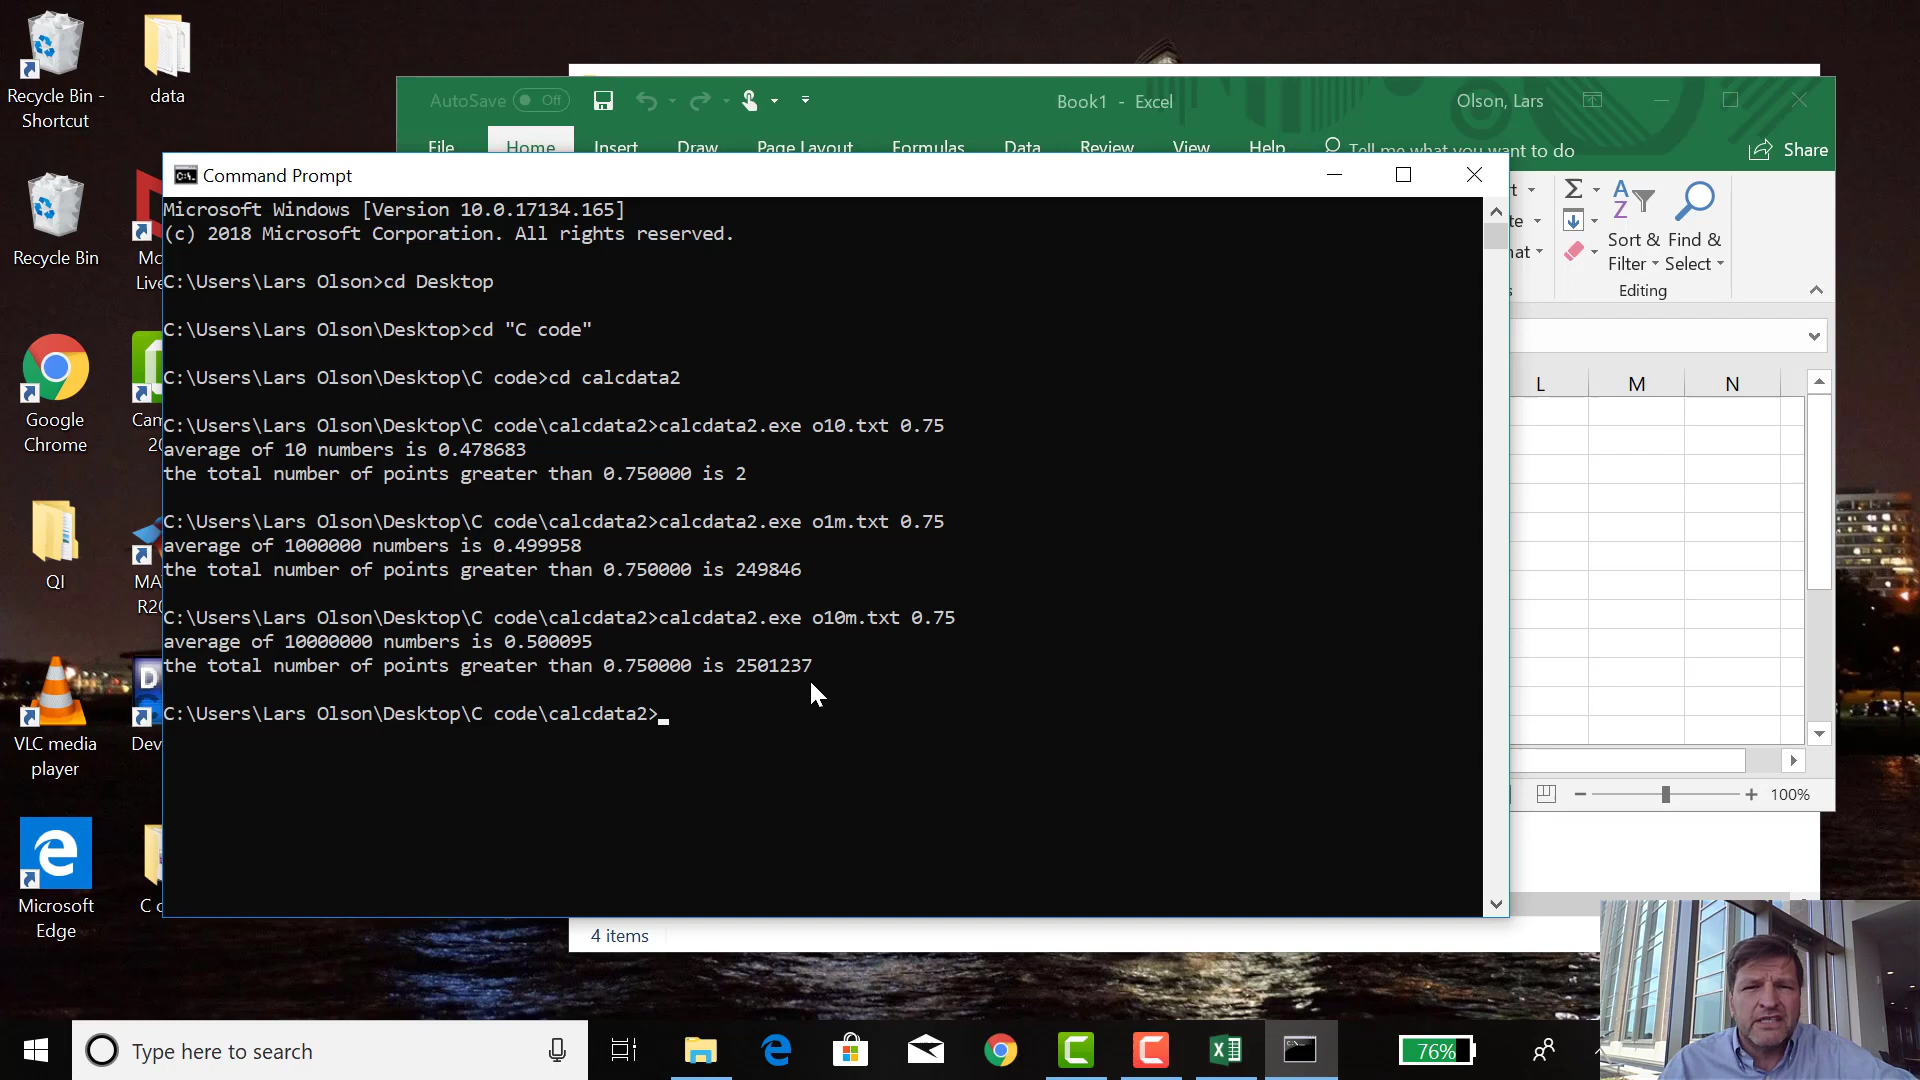 Recycle Bin -
Shortcut
data
Recycle Bin
Google
Chrome
QI
VLC media
player
Microsoft
Edge
AutoSave Off
Book1 - Excel
Olson, Lars
File Home Insert Draw Page Layout Formulas Data Review View Help Tell me what you want to do Share
Sort & Filter
Find & Select
Editing
L M N
100%
Command Prompt
Microsoft Windows [Version 10.0.17134.165]
(c) 2018 Microsoft Corporation. All rights reserved.
C:\Users\Lars Olson>cd Desktop
C:\Users\Lars Olson\Desktop>cd "C code"
C:\Users\Lars Olson\Desktop\C code>cd calcdata2
C:\Users\Lars Olson\Desktop\C code\calcdata2>calcdata2.exe o10.txt 0.75
average of 10 numbers is 0.478683
the total number of points greater than 0.750000 is 2
C:\Users\Lars Olson\Desktop\C code\calcdata2>calcdata2.exe o1m.txt 0.75
average of 1000000 numbers is 0.499958
the total number of points greater than 0.750000 is 249846
C:\Users\Lars Olson\Desktop\C code\calcdata2>calcdata2.exe o10m.txt 0.75
average of 10000000 numbers is 0.500095
the total number of points greater than 0.750000 is 2501237
C:\Users\Lars Olson\Desktop\C code\calcdata2>
4 items
Type here to search
76%